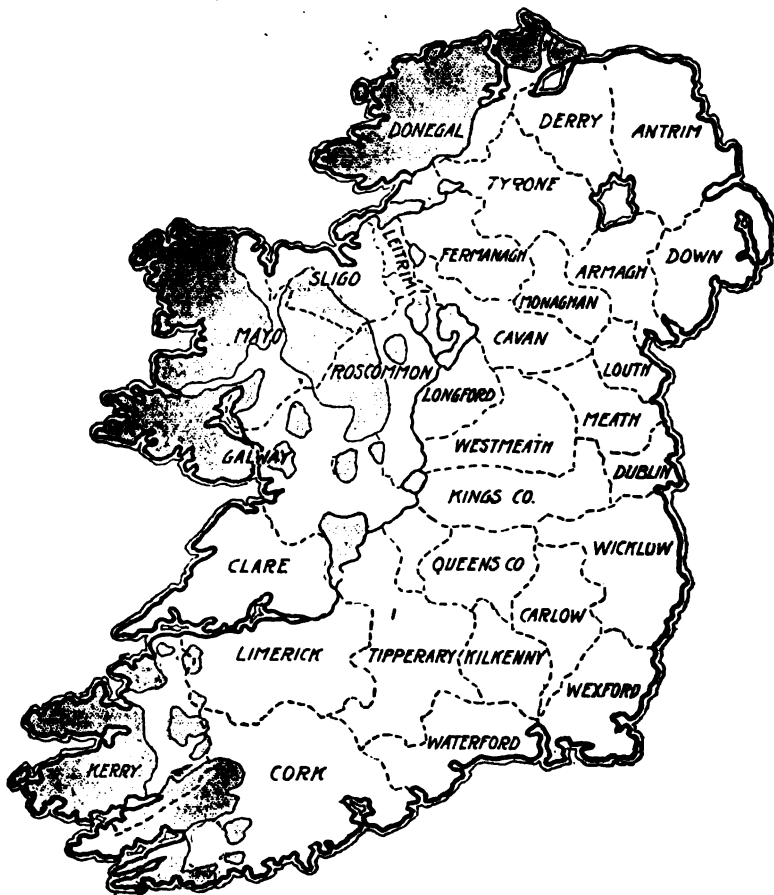 DONEGAL
DERRY
ANTRIM
TYRONE
LEITRIM
FERMANAGH
DOWN
ARMAGH
SLIGO
MONAGHAN
MAYO
CAVAN
ROSCOMMON
LOUTH
LONGFORD
MEATH
WESTMEATH
GALWAY
DUBLIN
KINGS CO.
WICKLOW
CLARE
QUEENS CO
CARLOW
LIMERICK
TIPPERARY
KILKENNY
WEXFORD
WATERFORD
KERRY.
CORK